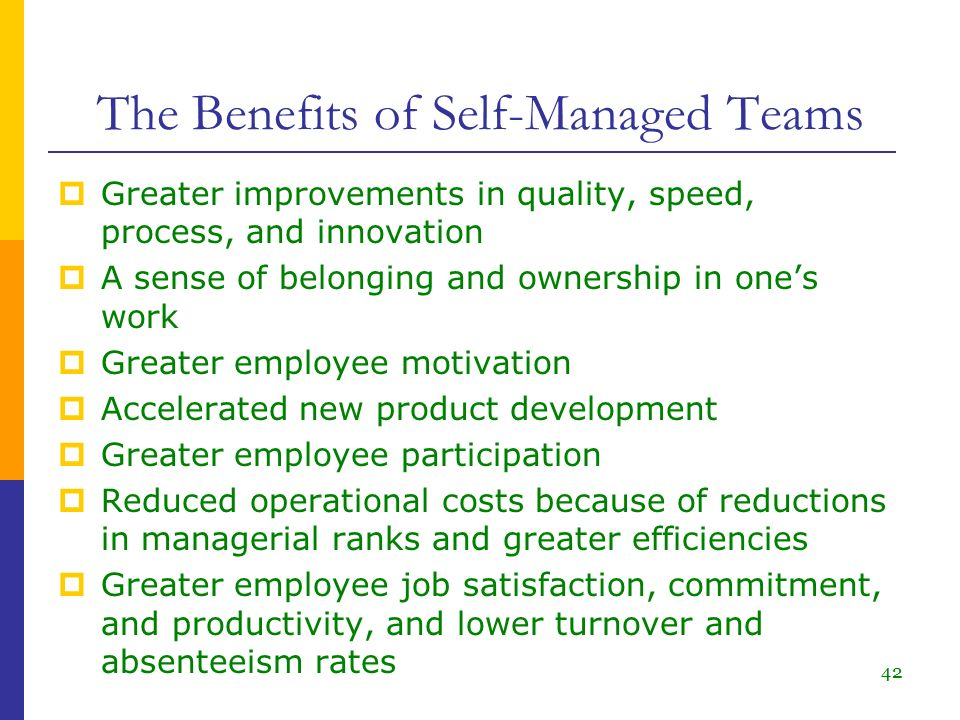 The Benefits of Self-Managed Teams
Greater improvements in quality, speed,
process, and innovation
A sense of belonging and ownership in one’s
work
Greater employee motivation
Accelerated new product development
Greater employee participation
Reduced operational costs because of reductions
in managerial ranks and greater efficiencies
Greater employee job satisfaction, commitment,
and productivity, and lower turnover and
absenteeism rates
42